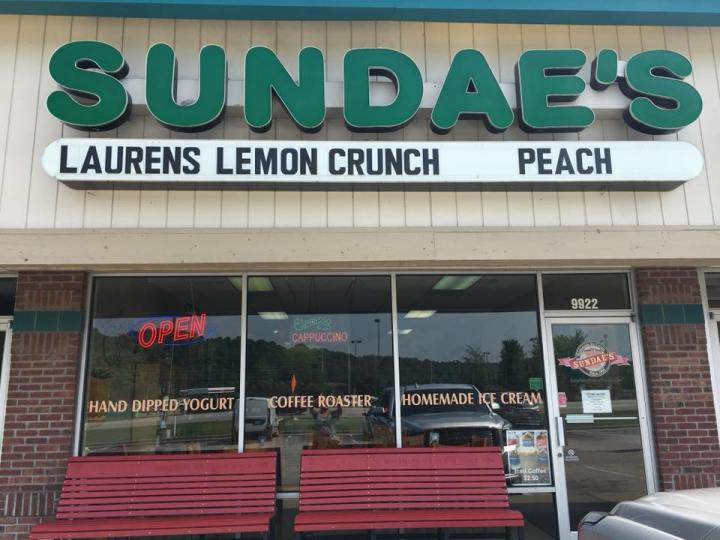 SUNDAE'S
LAURENS LEMON CRUNCH PEACH
9922
OPEN
CAPPUCCINO
SUNDAE'S
HAND DIPPED YOGURT
COFFEE ROASTER
HOMEMADE ICE CREAM
Iced Coffee
$2.50